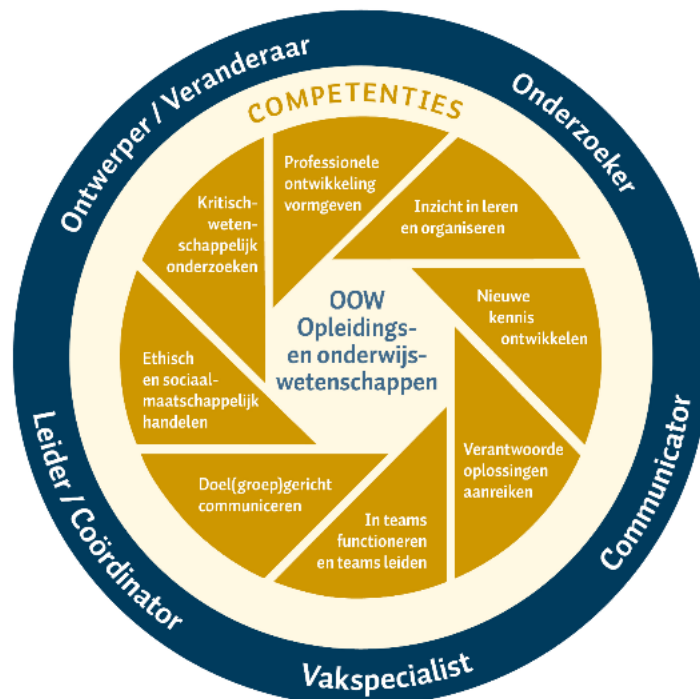 Ontwerper / Veranderaar
Onderzoeker
Communicator
Vakspecialist
Leider / Coördinator
COMPETENTIES
Professionele
ontwikkeling
vormgeven
Inzicht in leren
en organiseren
Nieuwe
kennis
ontwikkelen
Verantwoorde
oplossingen
aanreiken
In teams
functioneren
en teams leiden
Doel(groep)gericht
communiceren
Ethisch
en sociaal-
maatschappelijk
handelen
Kritisch-
weten-
schappelijk
onderzoeken
OOW
Opleidings-
en onderwijs-
wetenschappen